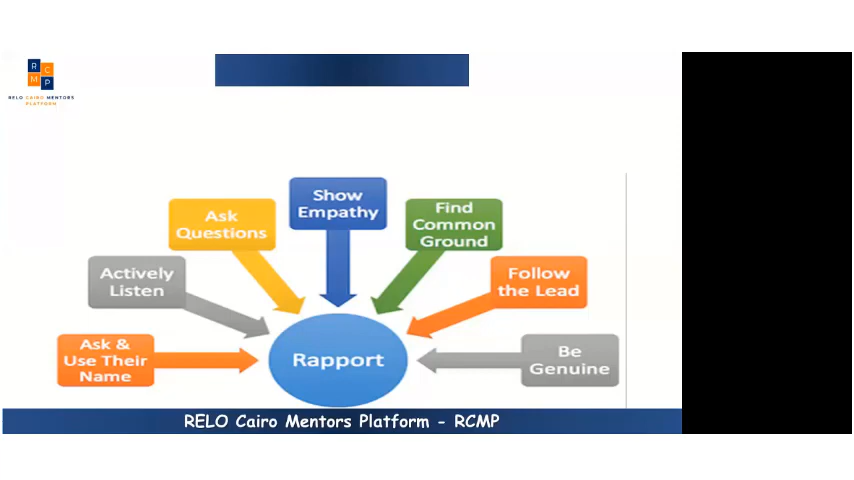 R
C
M
P
RELO CAIRO MENTORS
PLATFORM
Show
Empathy
Ask
Questions
Find
Common
Ground
Actively
Listen
Follow
the Lead
Ask &
Use Their
Name
Rapport
Be
Genuine
RELO Cairo Mentors Platform - RCMP